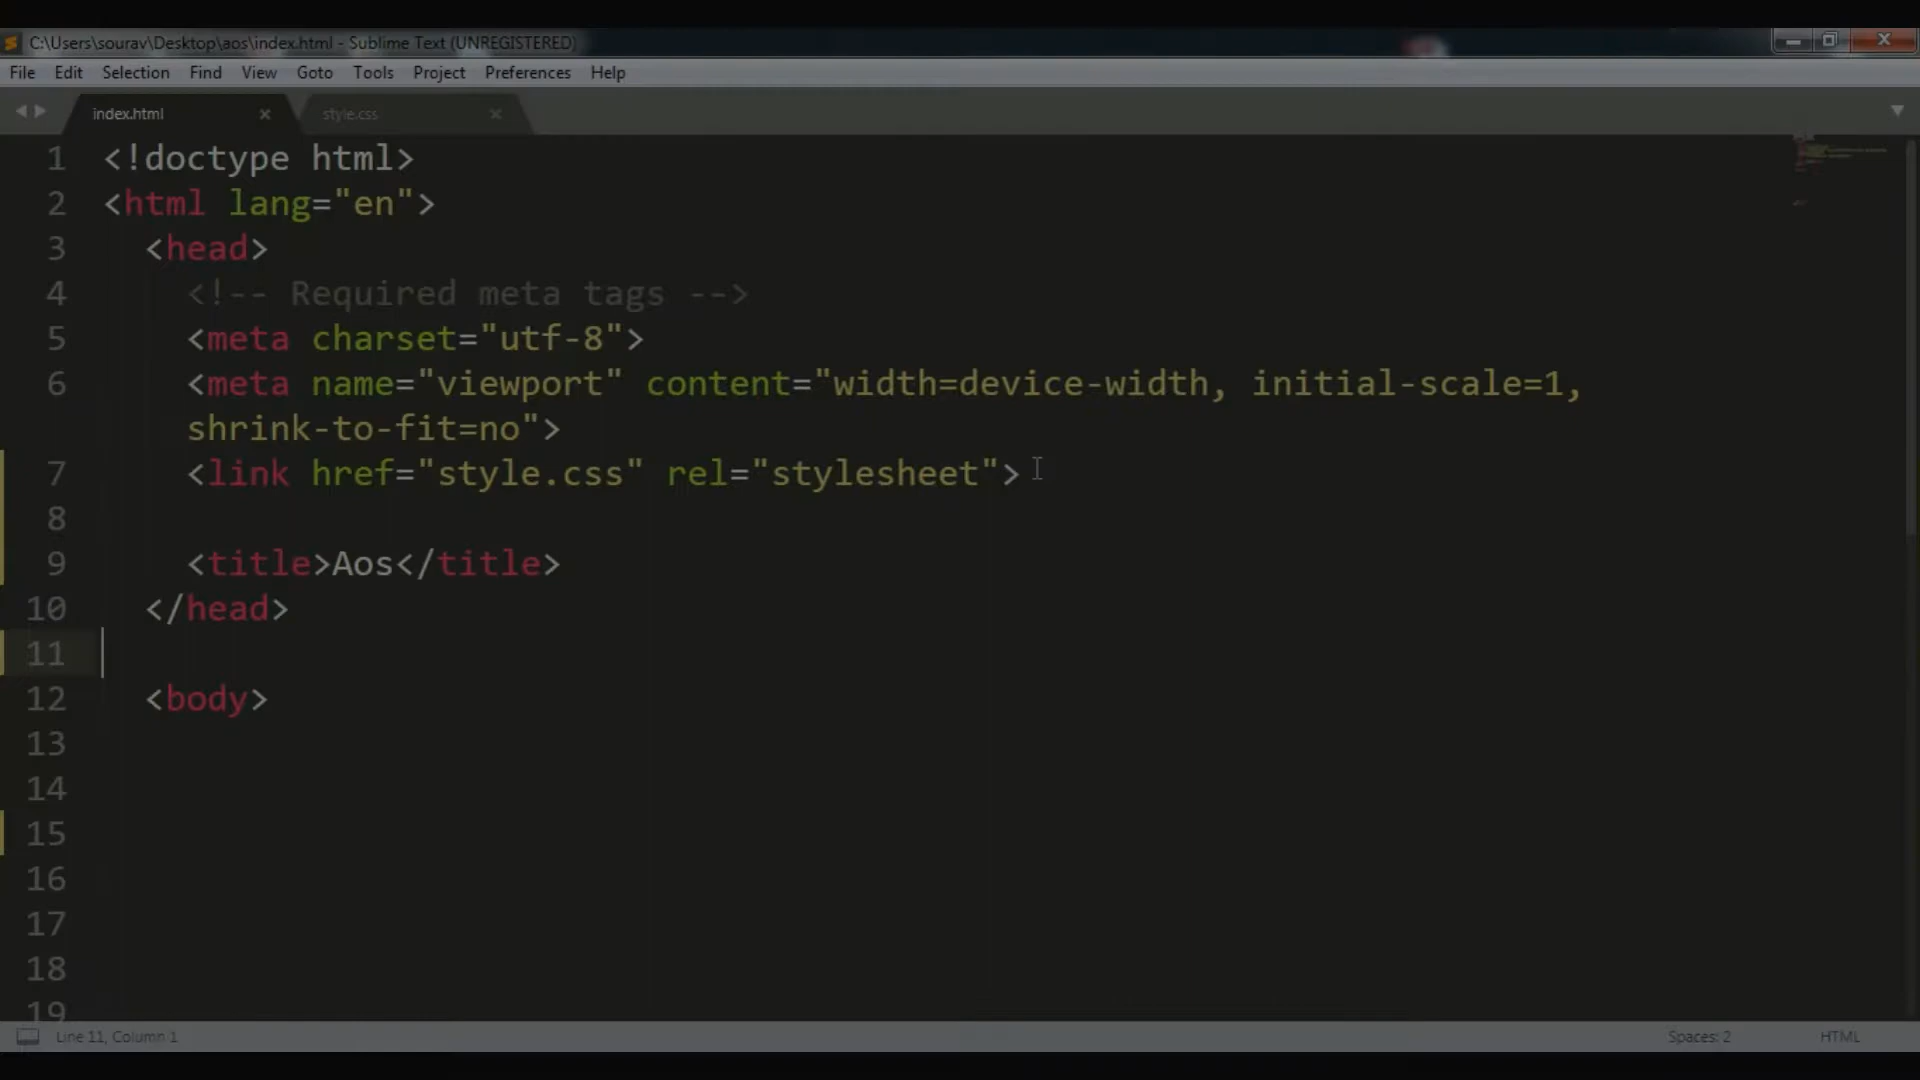 C:\Users\sourav\Desktop\aos\index.html - Sublime Text (UNREGISTERED)
File Edit Selection Find View Goto Tools Project Preferences Help
index.html style.css
1 <!doctype html>
2 <html lang="en">
3 <head>
4 <!-- Required meta tags -->
5 <meta charset="utf-8">
6 <meta name="viewport" content="width=device-width, initial-scale=1,
shrink-to-fit=no">
7 <link href="style.css" rel="stylesheet">
8
9 <title>Aos</title>
10 </head>
11
12 <body>
13
14
15
16
17
18
19
Line 11, Column 1 Spaces: 2 HTML